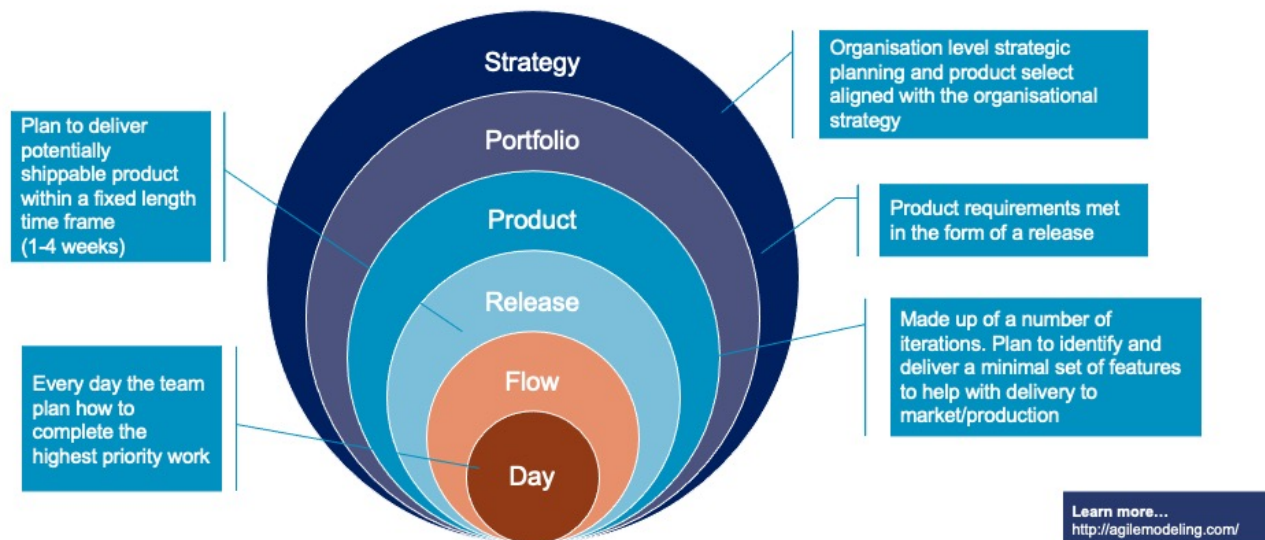 Strategy
Portfolio
Product
Release
Flow
Day
Plan to deliver
potentially
shippable product
within a fixed length
time frame
(1-4 weeks)
Every day the team
plan how to
complete the
highest priority work
Organisation level strategic
planning and product select
aligned with the organisational
strategy
Product requirements met
in the form of a release
Made up of a number of
iterations. Plan to identify and
deliver a minimal set of features
to help with delivery to
market/production
Learn more...
http://agilemodeling.com/